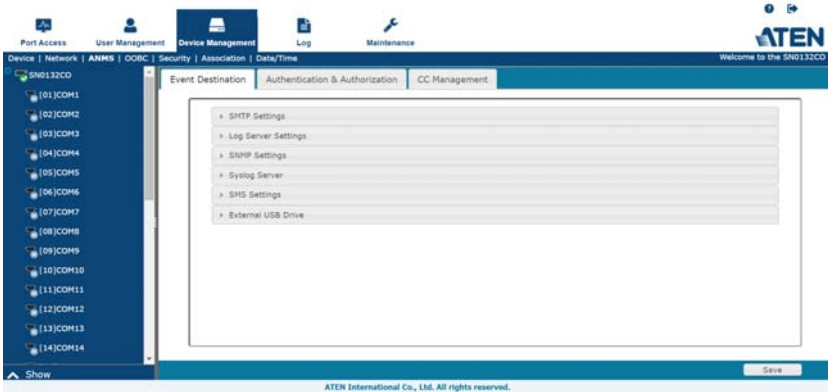 Port Access User Management Device Management Log Maintenance
ATEN
Device | Network | ANMS | OOBC | Security | Association | Date/Time
Welcome to the SN0132CO
SN0132CO
[01]COM1
[02]COM2
[03]COM3
[04]COM4
[05]COM5
[06]COM6
[07]COM7
[08]COM8
[09]COM9
[10]COM10
[11]COM11
[12]COM12
[13]COM13
[14]COM14
Show
Event Destination Authentication & Authorization CC Management
SMTP Settings
Log Server Settings
SNMP Settings
Syslog Server
SMS Settings
External USB Drive
Save
ATEN International Co., Ltd. All rights reserved.